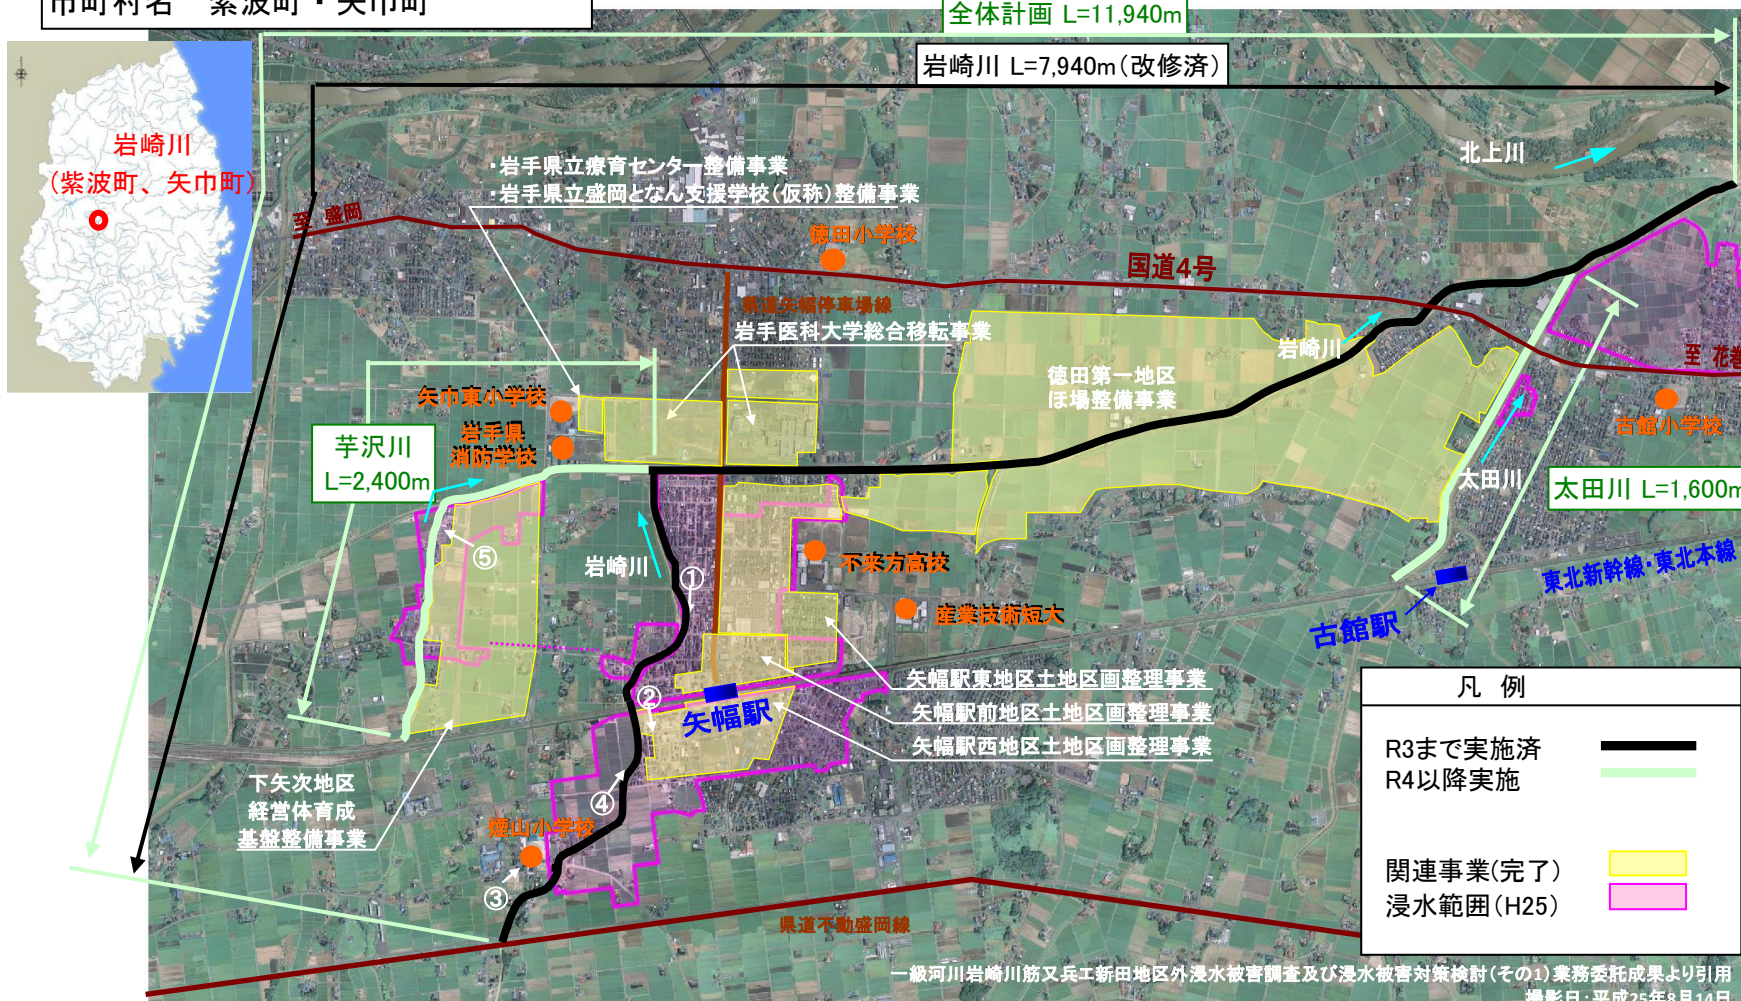 市町村名 紫波町・矢巾町
全体計画 L=11,940m
岩崎川 L=7,940m(改修済)
岩崎川
(紫波町、矢巾町)
・岩手県立療育センター整備事業
・岩手県立盛岡となん支援学校(仮称)整備事業
北上川
至 盛岡
徳田小学校
国道4号
県道矢幅停車場線
岩手医科大学総合移転事業
岩崎川
至 花巻
徳田第一地区
ほ場整備事業
矢巾東小学校
岩手県
消防学校
古館小学校
芋沢川
L=2,400m
太田川
太田川 L=1,600m
⑤
岩崎川
①
不来方高校
東北新幹線・東北本線
産業技術短大
古館駅
②
矢幅駅
矢幅駅東地区土地区画整理事業
矢幅駅前地区土地区画整理事業
矢幅駅西地区土地区画整理事業
④
下矢次地区
経営体育成
基盤整備事業
煙山小学校
③
県道不動盛岡線
凡 例
R3まで実施済
R4以降実施
関連事業(完了)
浸水範囲(H25)
一級河川岩崎川筋又兵エ新田地区外浸水被害調査及び浸水被害対策検討(その1)業務委託成果より引用
撮影日:平成25年8月14日